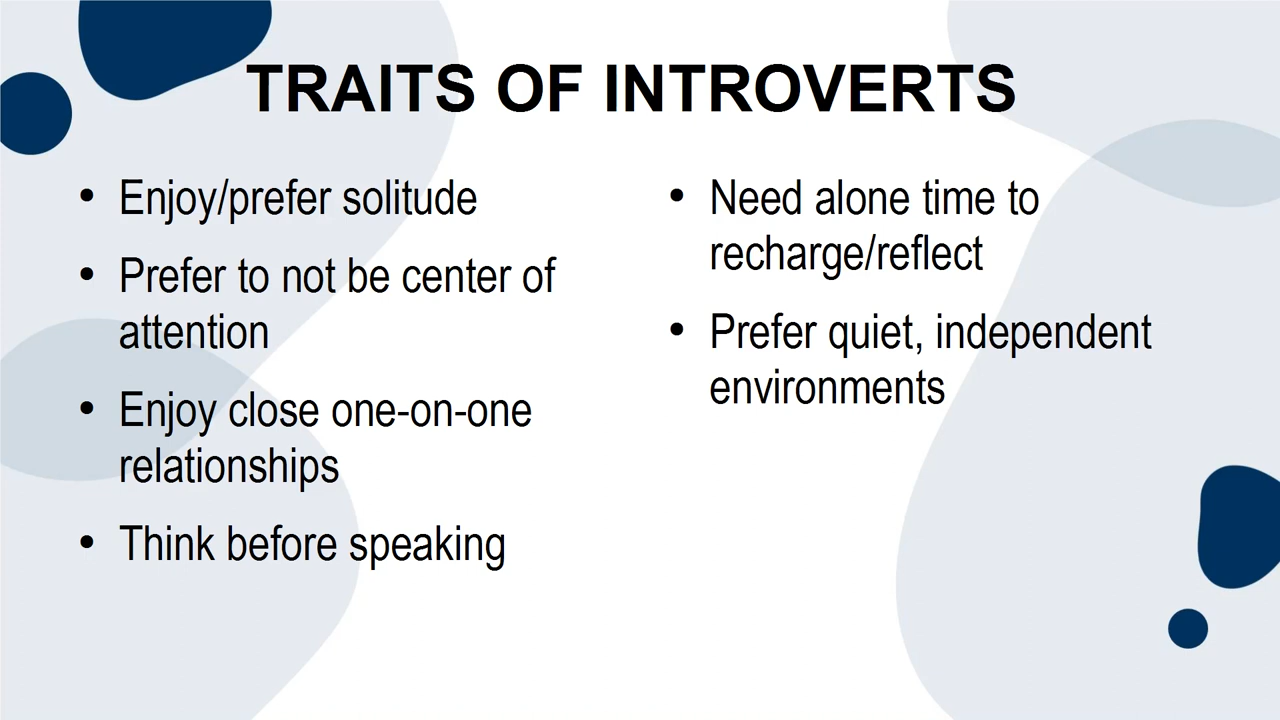 TRAITS OF INTROVERTS
• Enjoy/prefer solitude
• Prefer to not be center of
attention
• Enjoy close one-on-one
relationships
• Think before speaking
• Need alone time to
recharge/reflect
• Prefer quiet, independent
environments